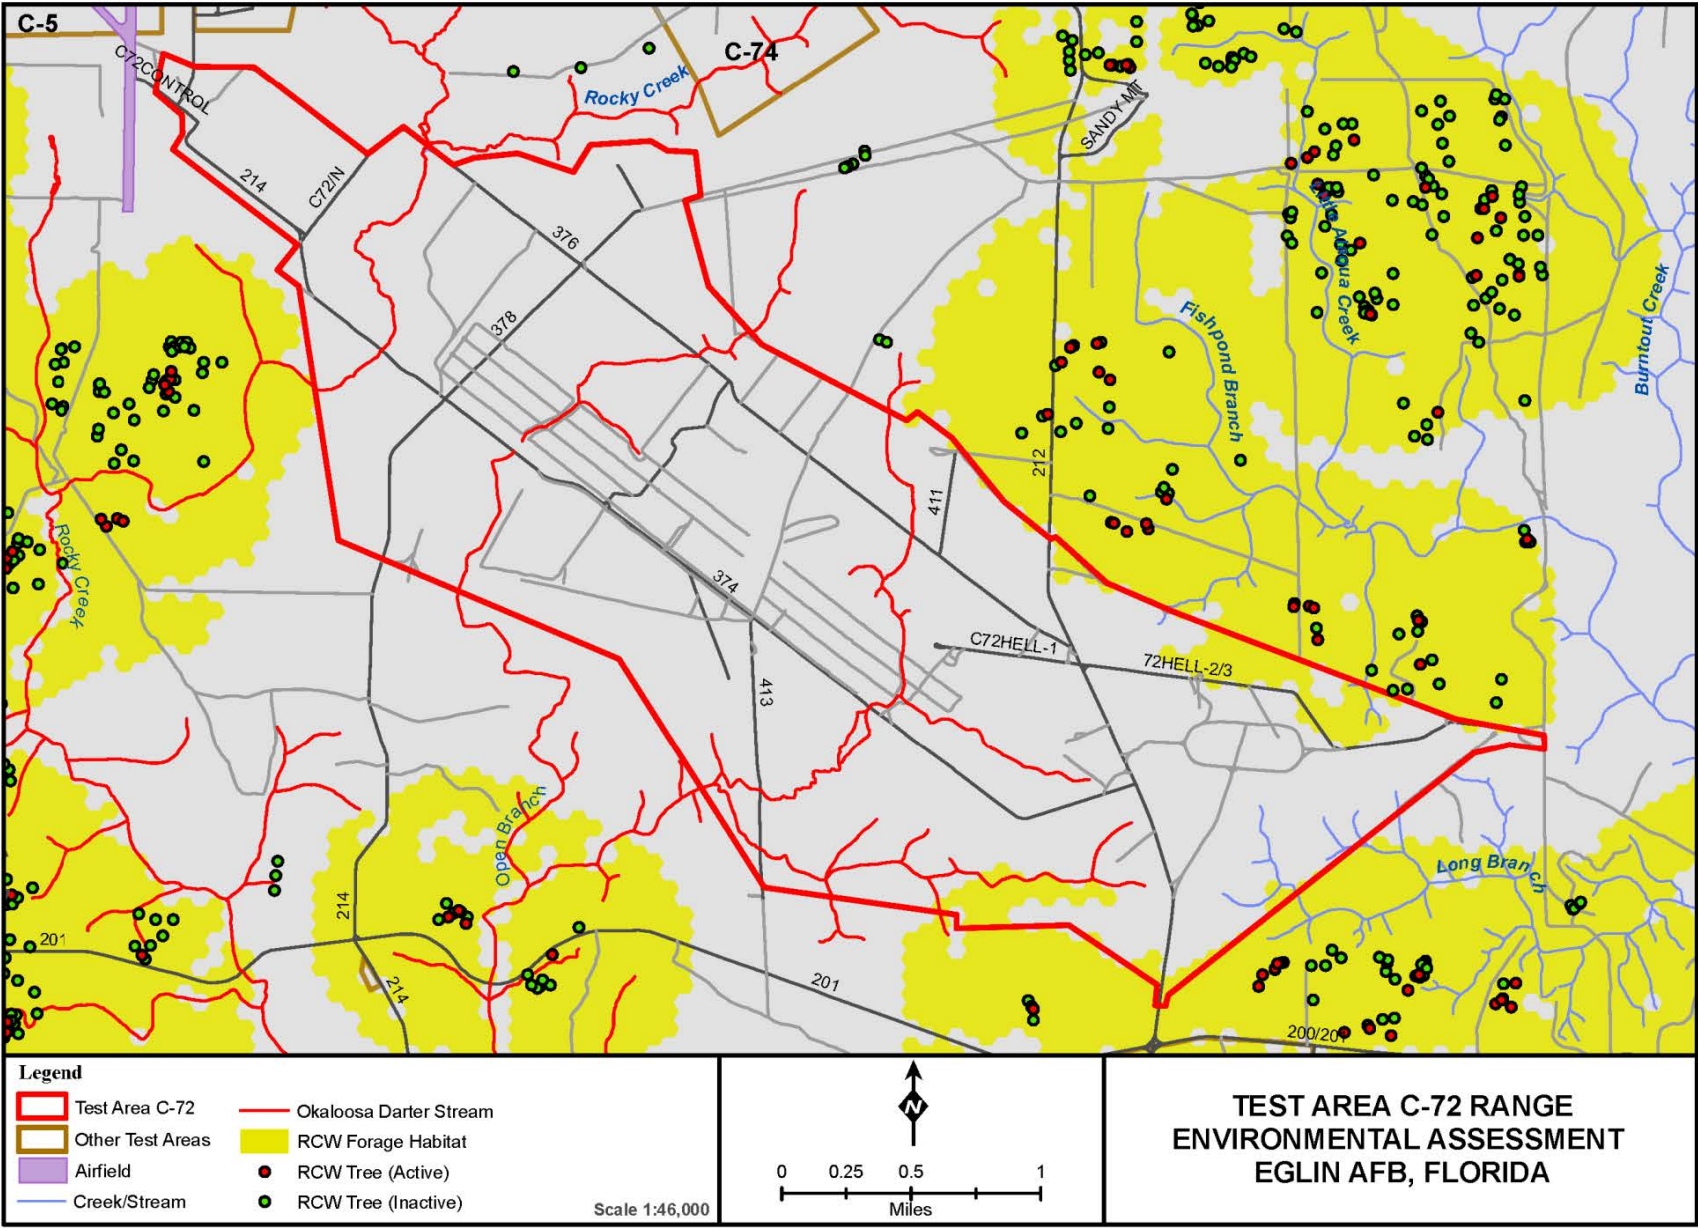 C-5
C72CONTROL
C-74
Rocky Creek
SANDY MT
214
C72/N
376
378
Fishpond Branch
Burntout Creek
212
411
Rocky Creek
374
C72HELL-1
72HELL-2/3
413
Open Branch
Long Branch
214
201
214
201
200/201
Legend
Test Area C-72
Other Test Areas
Airfield
Creek/Stream
Okaloosa Darter Stream
RCW Forage Habitat
RCW Tree (Active)
RCW Tree (Inactive)
Scale 1:46,000
N
0 0.25 0.5 1
Miles
TEST AREA C-72 RANGE
ENVIRONMENTAL ASSESSMENT
EGLIN AFB, FLORIDA